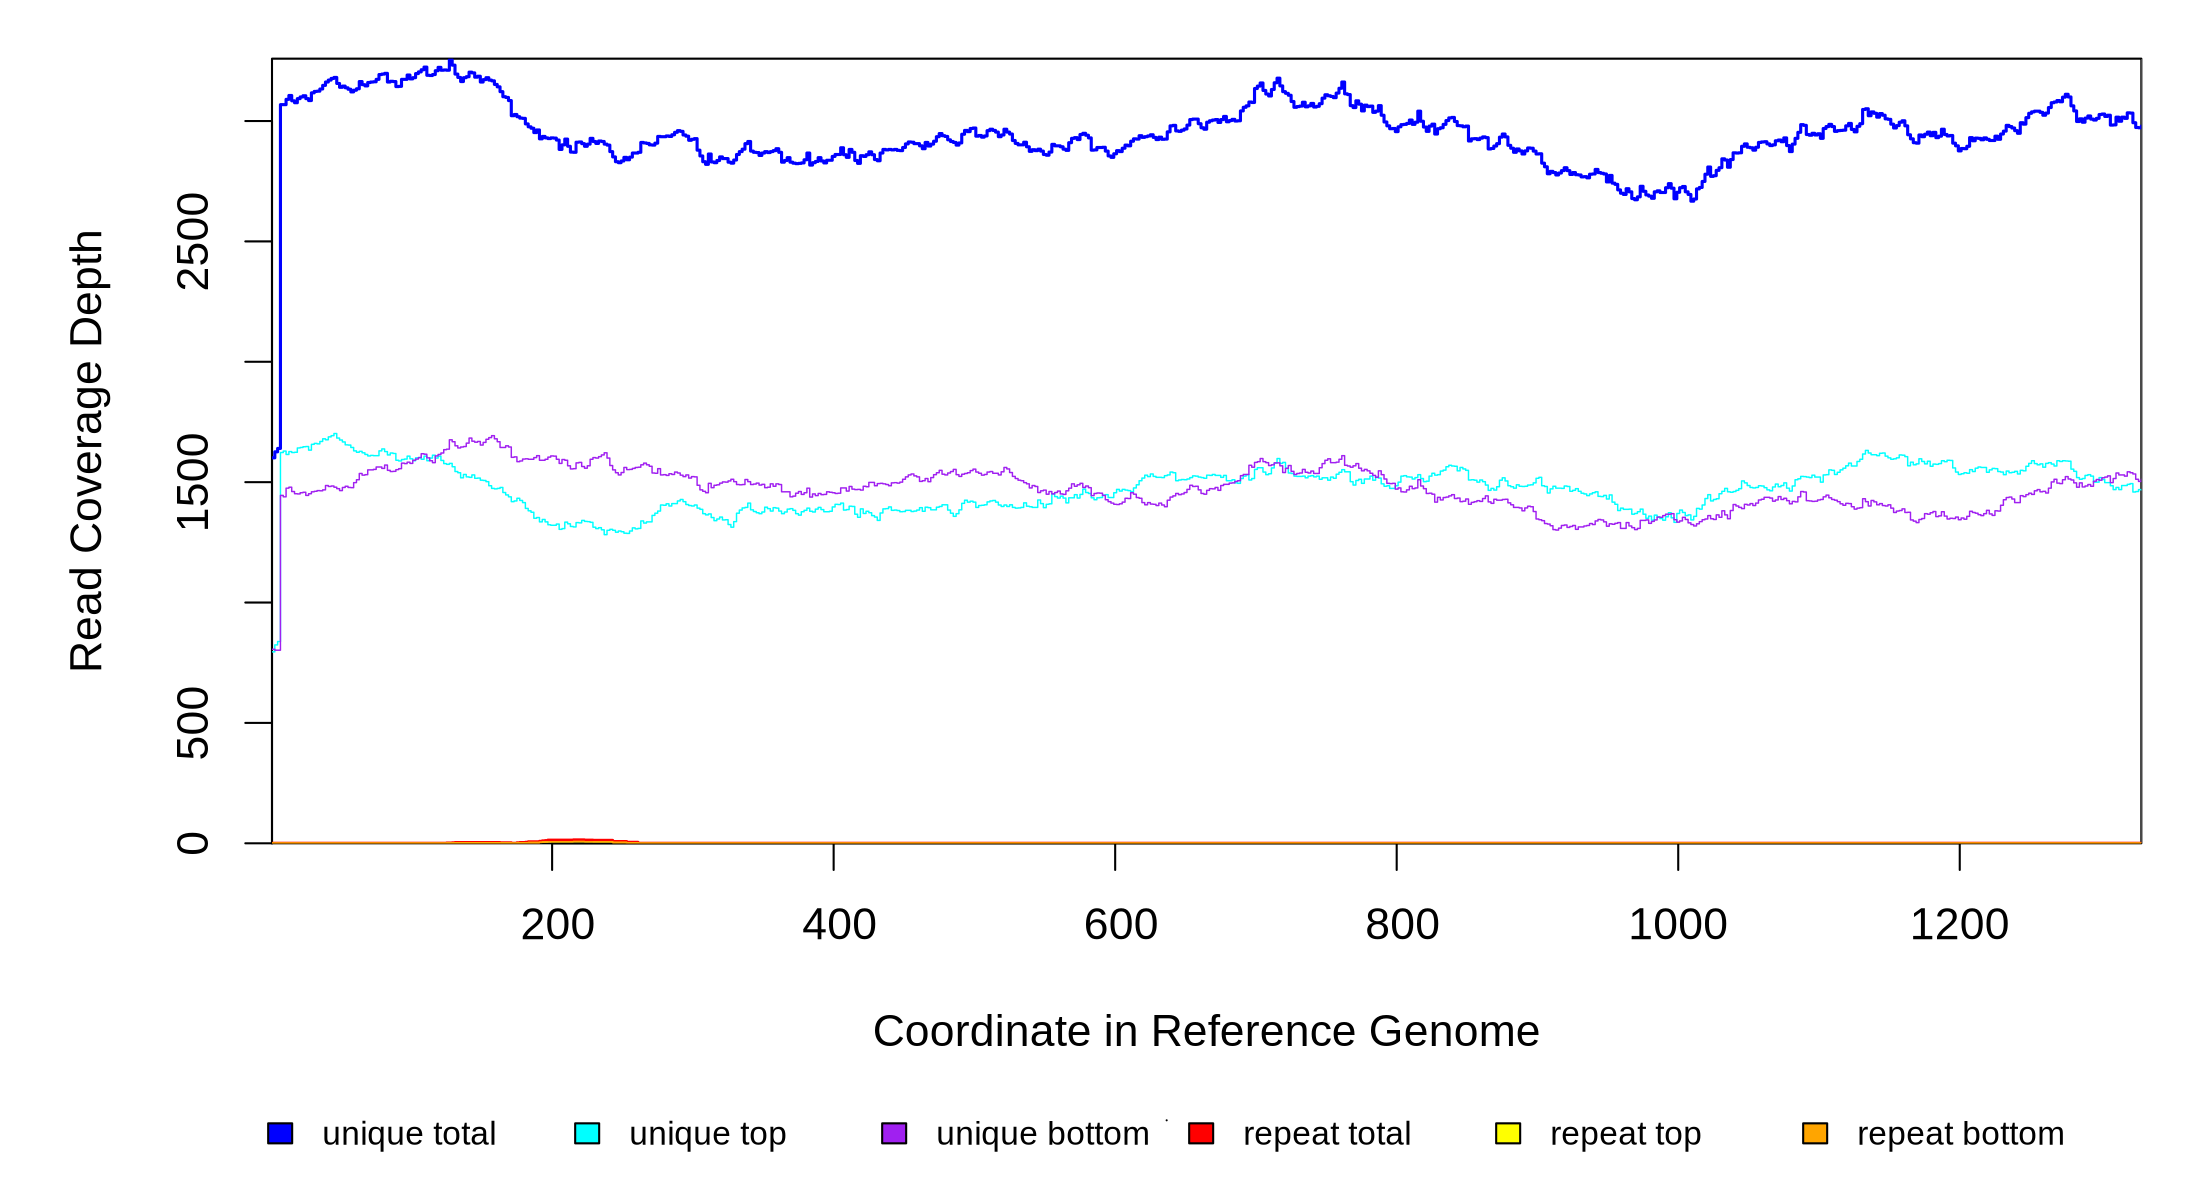 Read Coverage Depth
2500
1500
500
0
200 400 600 800 1000 1200
Coordinate in Reference Genome
unique total unique top unique bottom repeat total repeat top repeat bottom